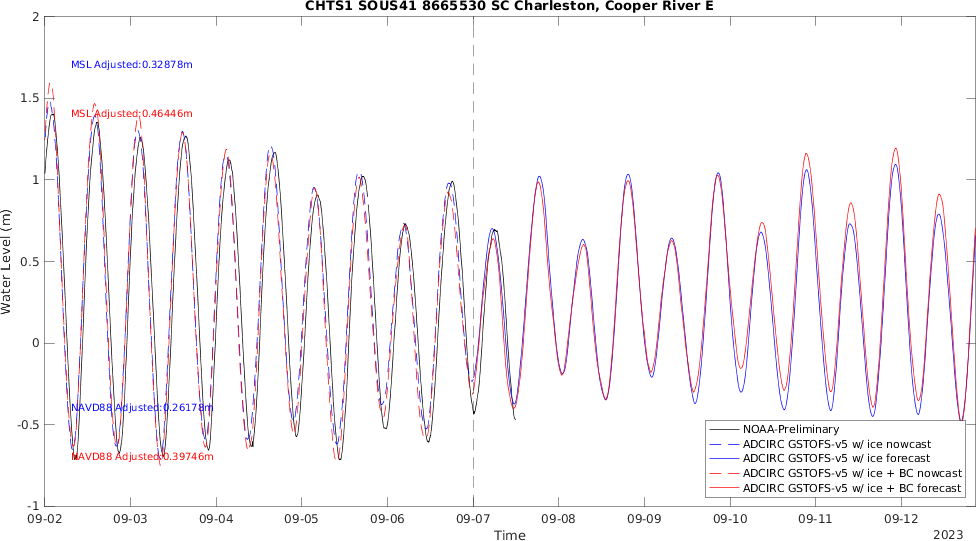 CHTS1 SOUS41 8665530 SC Charleston, Cooper River E
2
1.5
1
0.5
0
-0.5
-1
Water Level (m)
MSL Adjusted:0.32878m
MSL Adjusted:0.46446m
NAVD88 Adjusted:0.26178m
NAVD88 Adjusted:0.39746m
NOAA-Preliminary
ADCIRC GSTOFS-v5 w/ ice nowcast
ADCIRC GSTOFS-v5 w/ ice forecast
ADCIRC GSTOFS-v5 w/ ice + BC nowcast
ADCIRC GSTOFS-v5 w/ ice + BC forecast
09-02 09-03 09-04 09-05 09-06 09-07 09-08 09-09 09-10 09-11 09-12
Time
2023